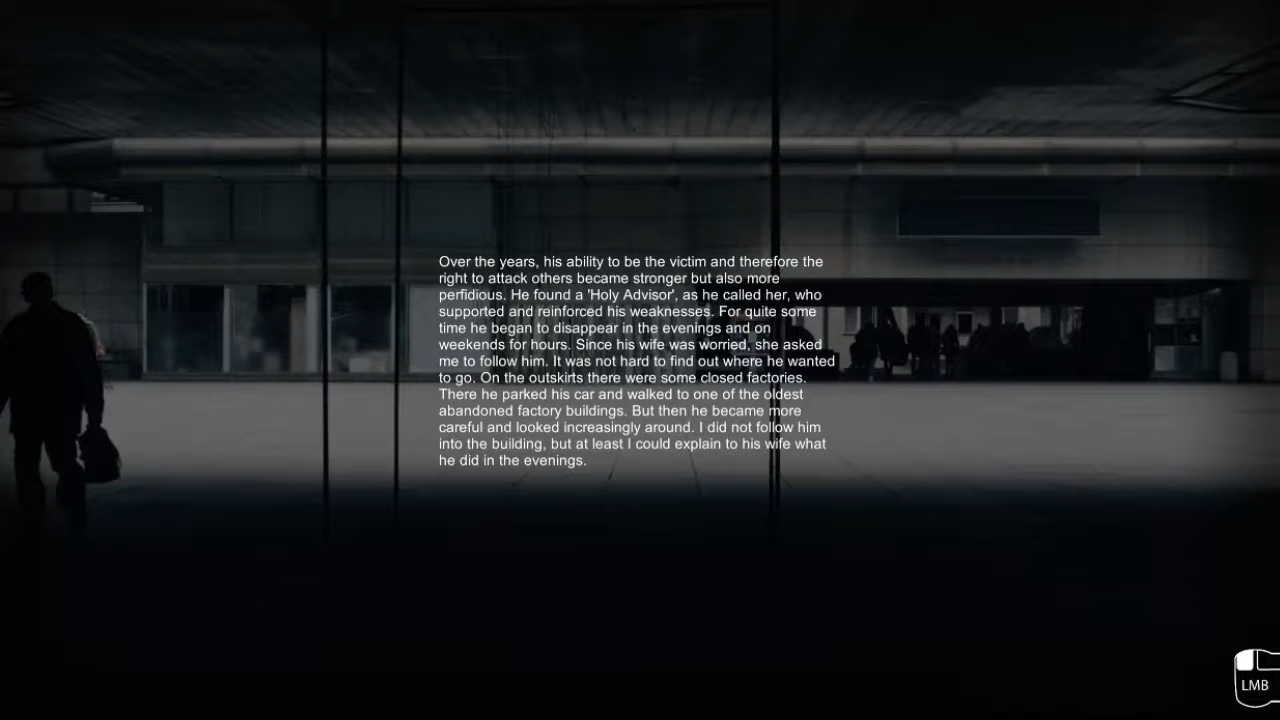 Over the years, his ability to be the victim and therefore the
right to attack others became stronger but also more
perfidious. He found a 'Holy Advisor', as he called her, who
supported and reinforced his weaknesses. For quite some
time he began to disappear in the evenings and on
weekends for hours. Since his wife was worried, she asked
me to follow him. It was not hard to find out where he wanted
to go. On the outskirts there were some closed factories.
There he parked his car and walked to one of the oldest
abandoned factory buildings. But then he became more
careful and looked increasingly around. I did not follow him
into the building, but at least I could explain to his wife what
he did in the evenings.
LMB